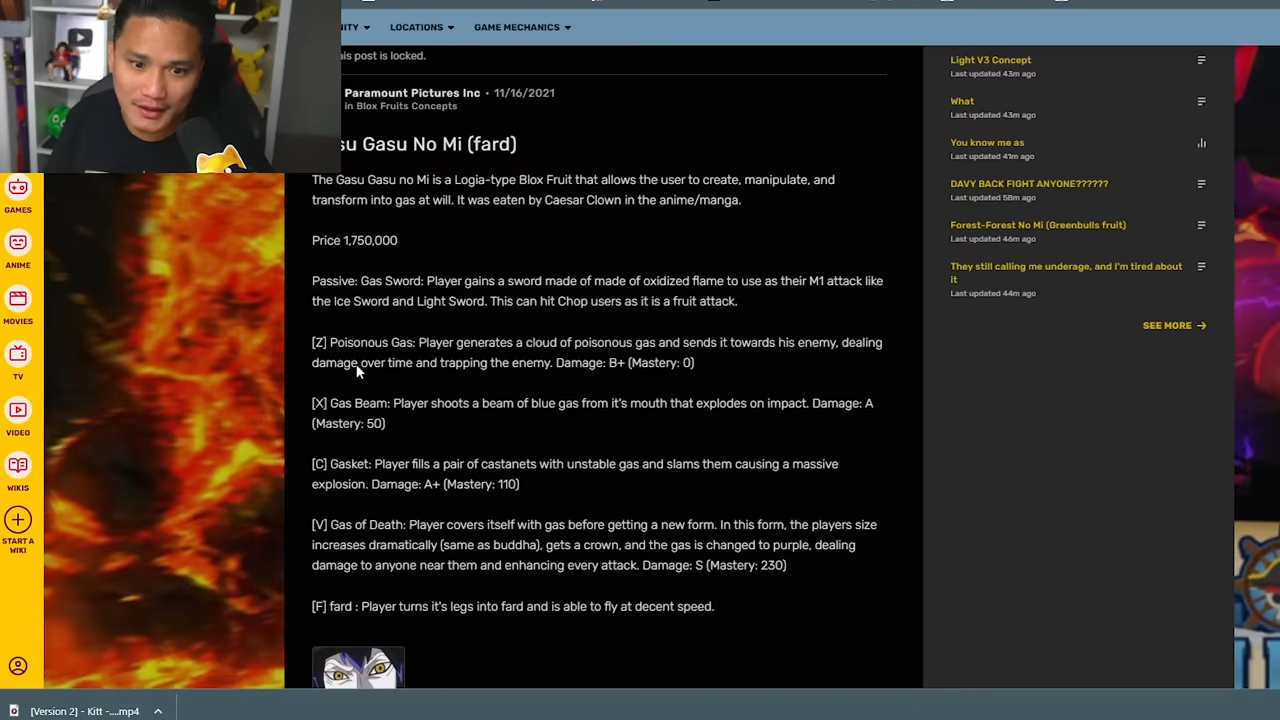 NITY
LOCATIONS
GAME MECHANICS
his post is locked.
Paramount Pictures Inc • 11/16/2021
in Blox Fruits Concepts
su Gasu No Mi (fard)
The Gasu Gasu no Mi is a Logia-type Blox Fruit that allows the user to create, manipulate, and
transform into gas at will. It was eaten by Caesar Clown in the anime/manga.
Price 1,750,000
Passive: Gas Sword: Player gains a sword made of made of oxidized flame to use as their M1 attack like
the Ice Sword and Light Sword. This can hit Chop users as it is a fruit attack.
[Z] Poisonous Gas: Player generates a cloud of poisonous gas and sends it towards his enemy, dealing
damage over time and trapping the enemy. Damage: B+ (Mastery: 0)
[X] Gas Beam: Player shoots a beam of blue gas from it's mouth that explodes on impact. Damage: A
(Mastery: 50)
[C] Gasket: Player fills a pair of castanets with unstable gas and slams them causing a massive
explosion. Damage: A+ (Mastery: 110)
[V] Gas of Death: Player covers itself with gas before getting a new form. In this form, the players size
increases dramatically (same as buddha), gets a crown, and the gas is changed to purple, dealing
damage to anyone near them and enhancing every attack. Damage: S (Mastery: 230)
[F] fard : Player turns it's legs into fard and is able to fly at decent speed.
Light V3 Concept
Last updated 43m ago
What
Last updated 43m ago
You know me as
Last updated 41m ago
DAVY BACK FIGHT ANYONE??????
Last updated 58m ago
Forest-Forest No Mi (Greenbulls fruit)
Last updated 46m ago
They still calling me underage, and I'm tired about
it
Last updated 44m ago
SEE MORE
GAMES
ANIME
MOVIES
TV
VIDEO
WIKIS
START A
WIKI
[Version 2] - Kitt -....mp4